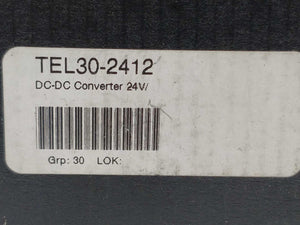 TEL30-2412
DC-DC Converter 24V/
Grp: 30 LOK: